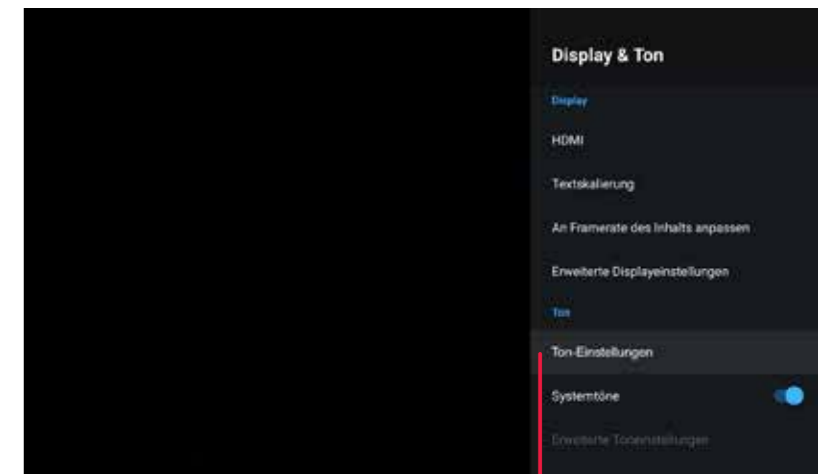 Display & Ton
Display
HDMI
Textskalierung
An Framerate des Inhalts anpassen
Erweiterte Displayeinstellungen
Ton
Ton-Einstellungen
Systemtöne
Erweiterte Toneinstellungen